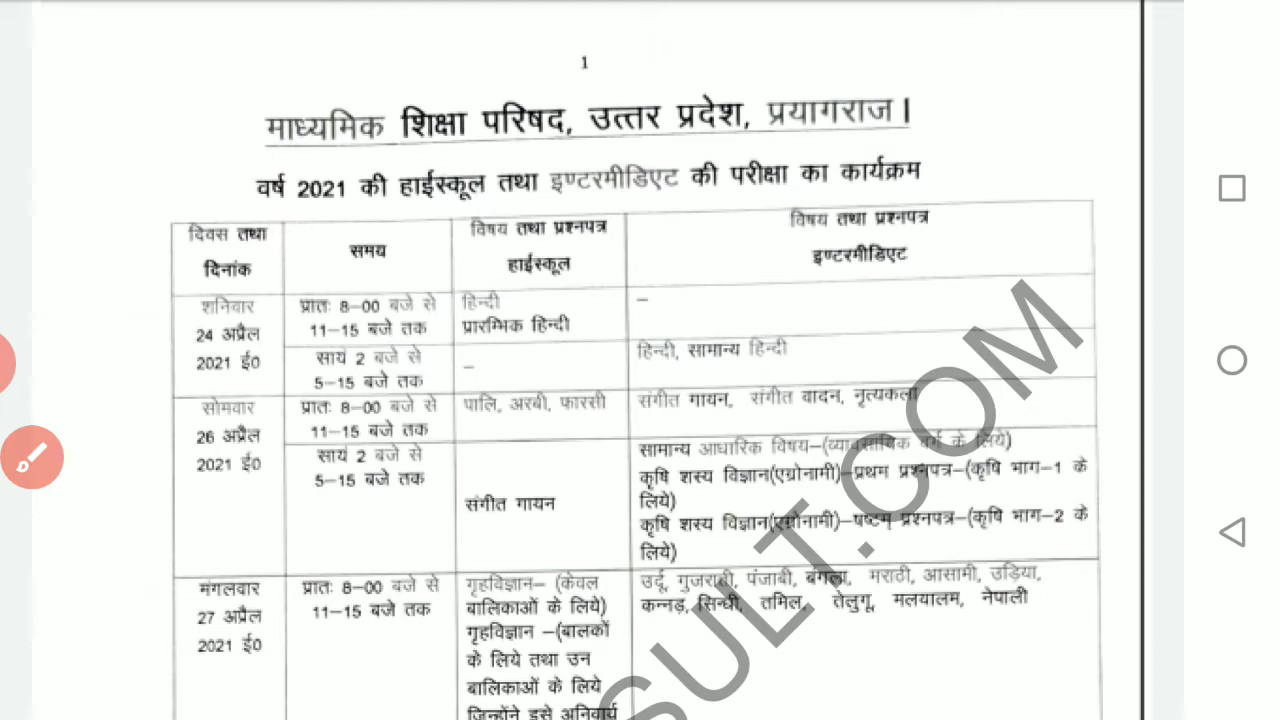 1
माध्यमिक शिक्षा परिषद, उत्तर प्रदेश, प्रयागराज।
वर्ष 2021 की हाईस्कूल तथा इण्टरमीडिएट की परीक्षा का कार्यक्रम
दिवस तथा
दिनांक
समय
विषय तथा प्रश्नपत्र
हाईस्कूल
विषय तथा प्रश्नपत्र
इण्टरमीडिएट
शनिवार
24 अप्रैल
2021 ई0
प्रातः 8–00 बजे से
11–15 बजे तक
हिन्दी
प्रारम्भिक हिन्दी
–
सायं 2 बजे से
5–15 बजे तक
–
हिन्दी, सामान्य हिन्दी
सोमवार
26 अप्रैल
2021 ई0
प्रातः 8–00 बजे से
11–15 बजे तक
पालि, अरबी, फारसी
संगीत गायन, संगीत वादन, नृत्यकला
सायं 2 बजे से
5–15 बजे तक
संगीत गायन
सामान्य आधारिक विषय–(व्यावसायिक वर्ग के लिये)
कृषि शस्य विज्ञान(एग्रोनामी)–प्रथम प्रश्नपत्र–(कृषि भाग–1 के
लिये)
कृषि शस्य विज्ञान(एग्रोनामी)–षष्टम् प्रश्नपत्र–(कृषि भाग–2 के
लिये)
मंगलवार
27 अप्रैल
2021 ई0
प्रातः 8–00 बजे से
11–15 बजे तक
गृहविज्ञान– (केवल
बालिकाओं के लिये)
गृहविज्ञान –(बालकों
के लिये तथा उन
बालिकाओं के लिये
जिन्होंने इसे अनिवार्य
उर्दू, गुजराती, पंजाबी, बंगला, मराठी, आसामी, उड़िया,
कन्नड़, सिन्धी, तमिल, तेलुगू, मलयालम, नेपाली
SULT.COM